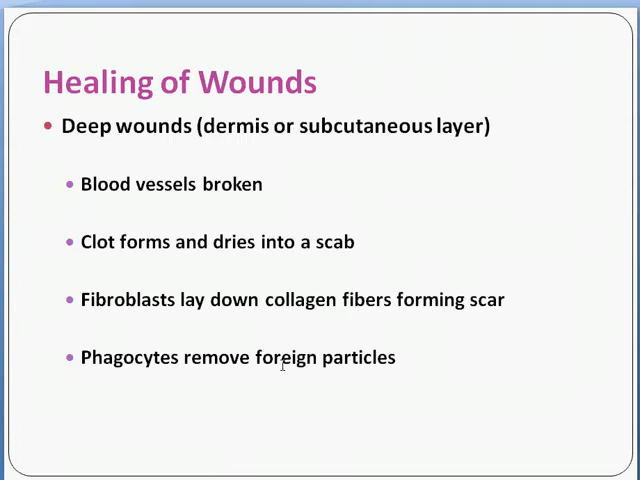 Healing of Wounds
• Deep wounds (dermis or subcutaneous layer)
• Blood vessels broken
• Clot forms and dries into a scab
• Fibroblasts lay down collagen fibers forming scar
• Phagocytes remove foreign particles